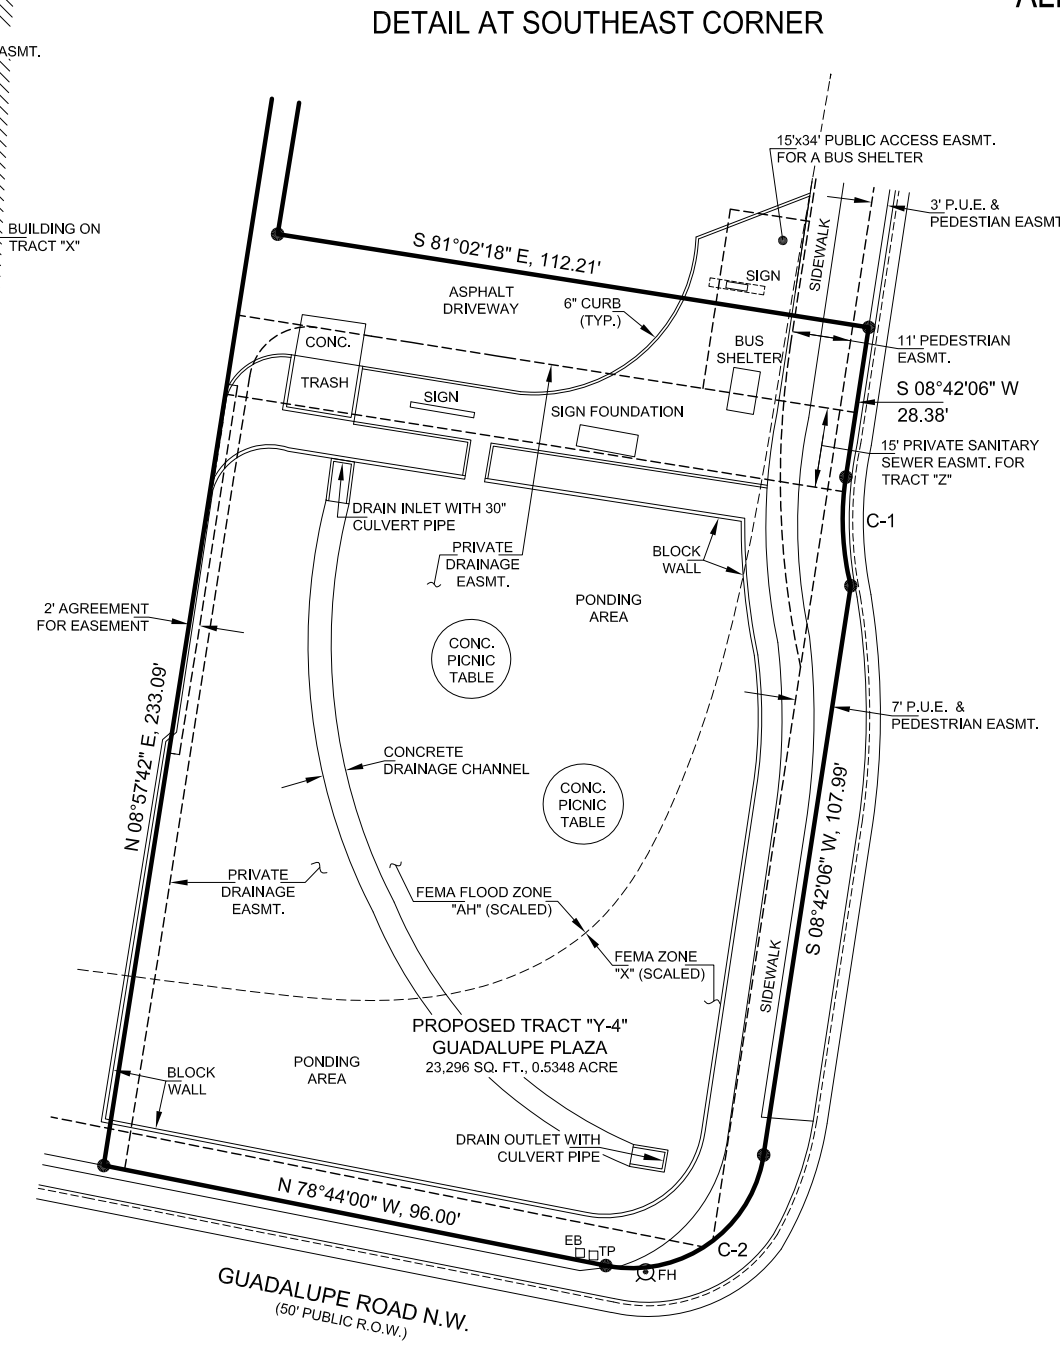 DETAIL AT SOUTHEAST CORNER
ASMT.
15'x34' PUBLIC ACCESS EASMT.
FOR A BUS SHELTER
3' P.U.E. &
PEDESTIAN EASMT
BUILDING ON
TRACT "X"
SIDEWALK
S 81°02'18" E, 112.21'
SIGN
ASPHALT
DRIVEWAY
6" CURB
(TYP.)
CONC.
BUS
SHELTER
11' PEDESTRIAN
EASMT.
TRASH
SIGN
SIGN FOUNDATION
S 08°42'06" W
28.38'
15' PRIVATE SANITARY
SEWER EASMT. FOR
TRACT "Z"
DRAIN INLET WITH 30"
CULVERT PIPE
C-1
PRIVATE
DRAINAGE
EASMT.
BLOCK
WALL
PONDING
AREA
2' AGREEMENT
FOR EASEMENT
CONC.
PICNIC
TABLE
N 08°57'42" E, 233.09'
7' P.U.E. &
PEDESTRIAN EASMT.
CONCRETE
DRAINAGE CHANNEL
CONC.
PICNIC
TABLE
S 08°42'06" W, 107.99'
PRIVATE
DRAINAGE
EASMT.
FEMA FLOOD ZONE
"AH" (SCALED)
FEMA ZONE
"X" (SCALED)
SIDEWALK
PROPOSED TRACT "Y-4"
GUADALUPE PLAZA
23,296 SQ. FT., 0.5348 ACRE
PONDING
AREA
BLOCK
WALL
DRAIN OUTLET WITH
CULVERT PIPE
N 78°44'00" W, 96.00'
EB
TP
C-2
FH
GUADALUPE ROAD N.W.
(50' PUBLIC R.O.W.)